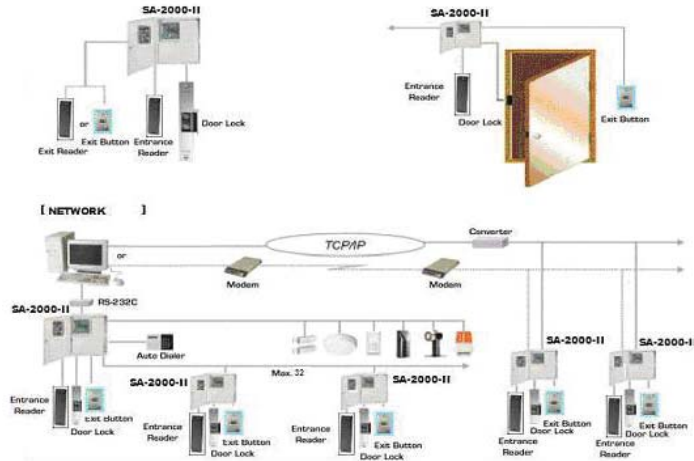 SA-2000-II
or
Exit Reader
Exit Button
Entrance Reader
Door Lock
SA-2000-II
Entrance Reader
Door Lock
Exit Button
[ NETWORK ]
or
TCP/IP
Converter
Modem
Modem
RS-232C
SA-2000-II
Auto Dialer
Max. 32
SA-2000-II
SA-2000-II
SA-2000-II
SA-2000-II
Entrance Reader
Exit Button
Door Lock
Entrance Reader
Exit Button
Door Lock
Entrance Reader
Exit Button
Door Lock
Entrance Reader
Exit Button
Door Lock
Entrance Reader
Exit Button
Door Lock